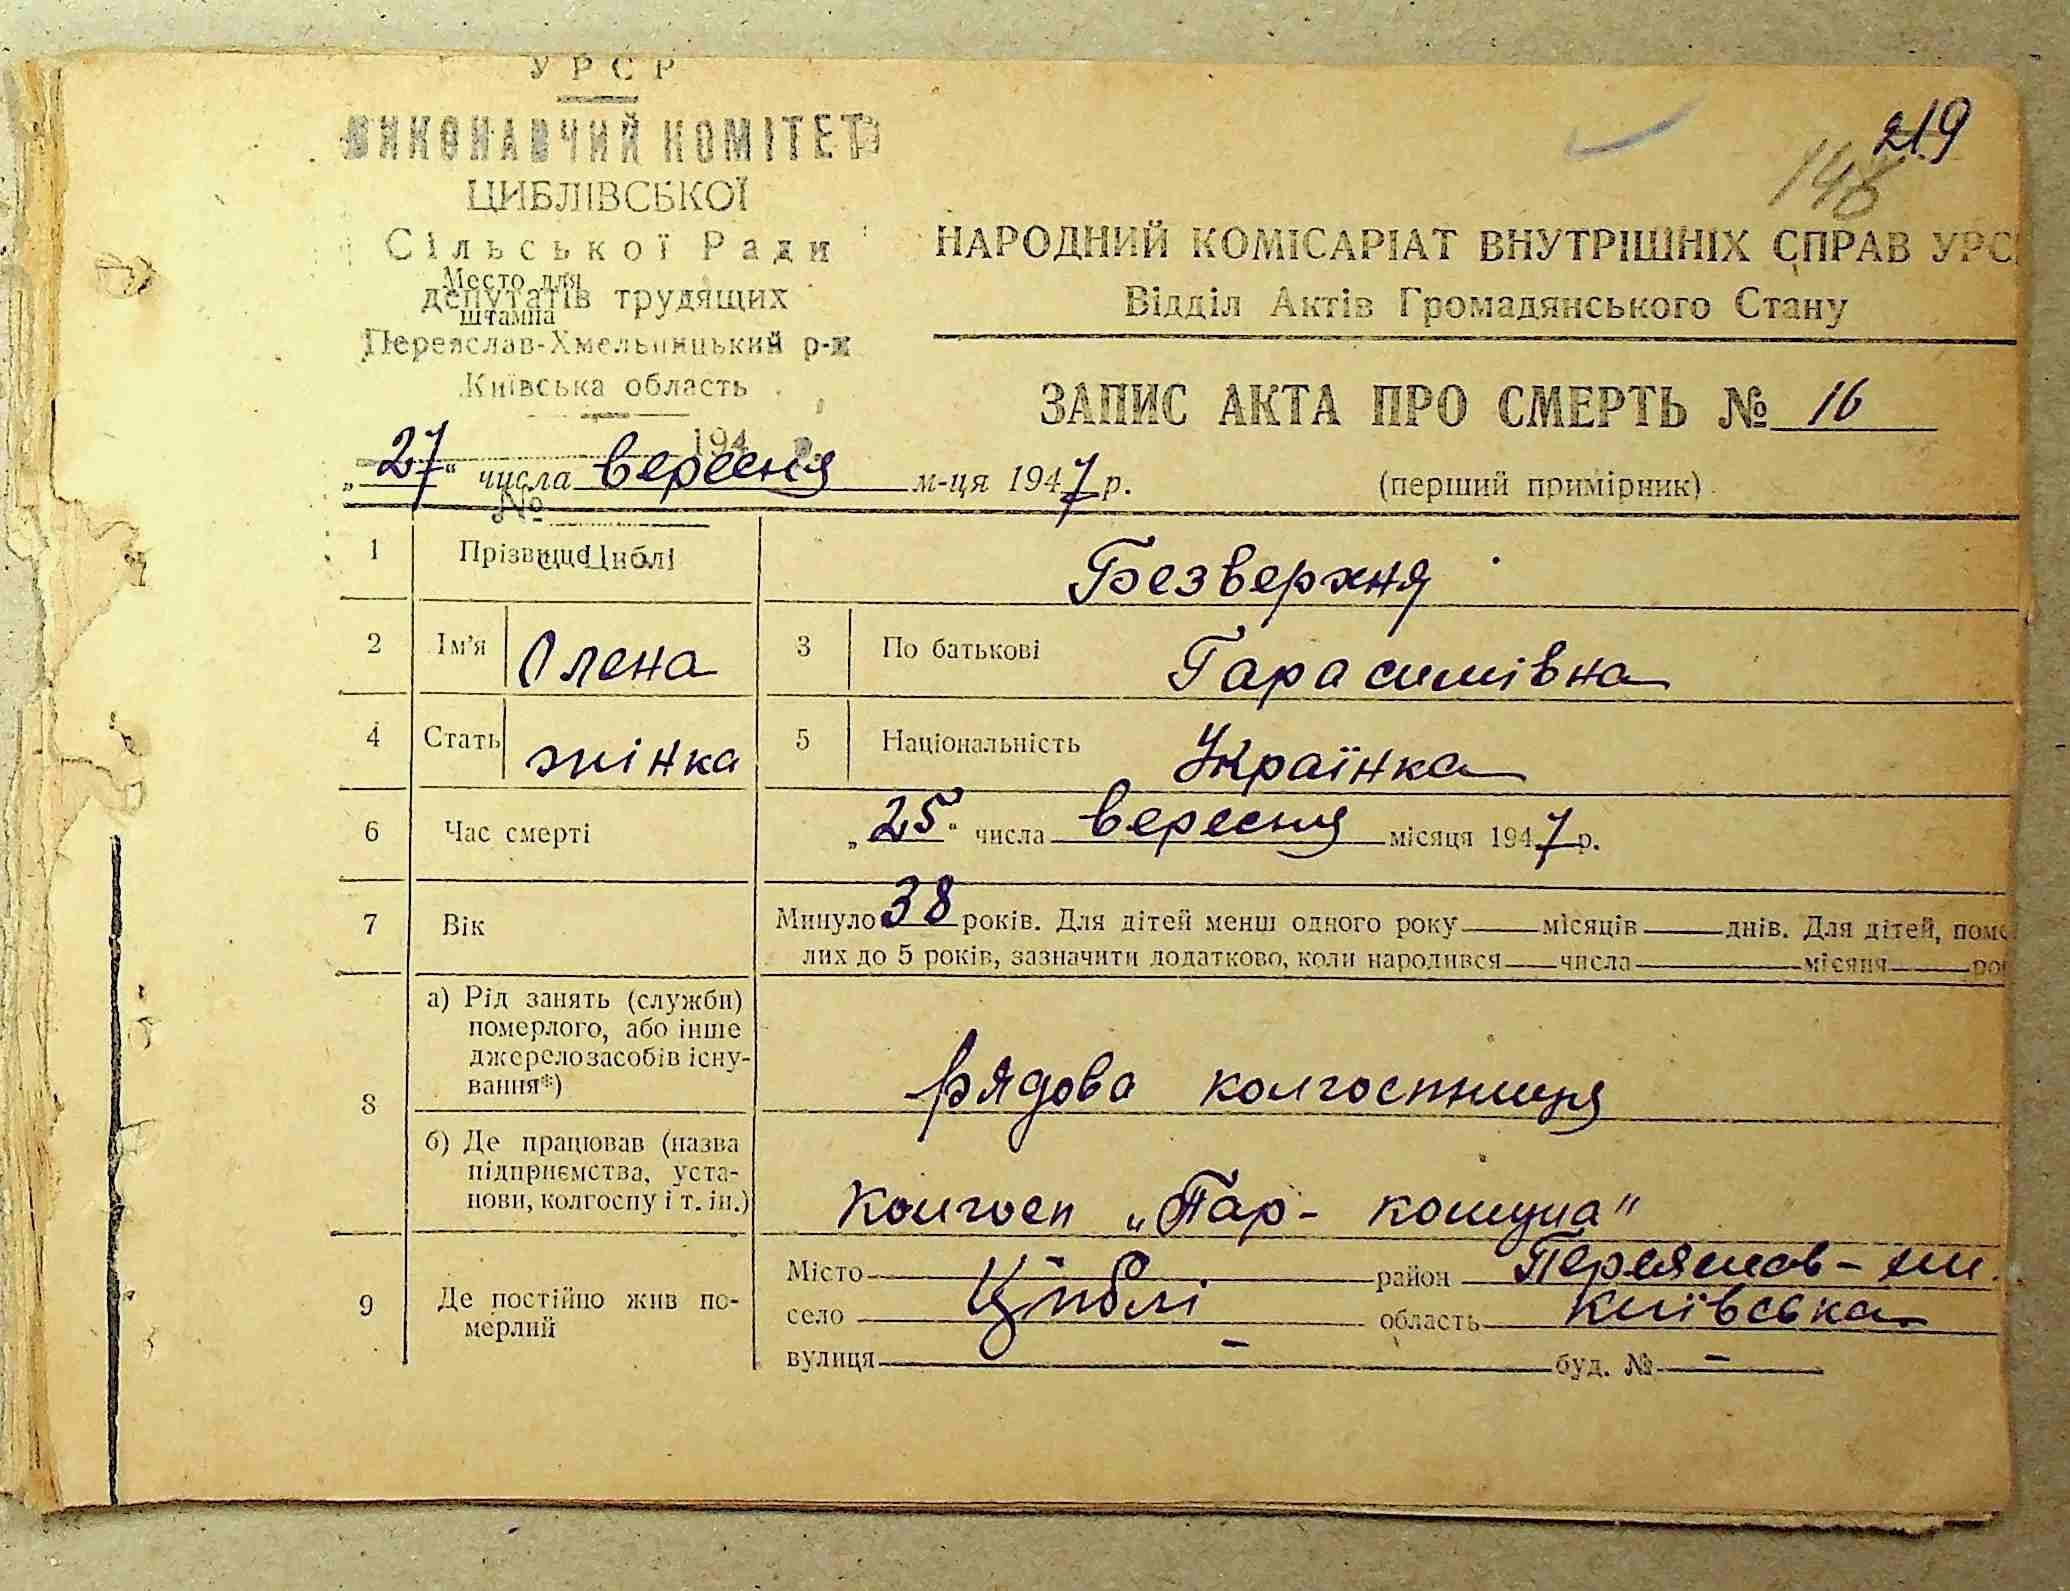 УРСР
ВИКОНАВЧИЙ КОМІТЕТ
ЦИБЛІВСЬКОЇ
Сільської Ради
Место для
депутатів трудящих
штампа
Переяслав-Хмельницький р-н
Київська область
194 р.
№
с. Циблі
219
148
НАРОДНИЙ КОМІСАРІАТ ВНУТРІШНІХ СПРАВ УРС
Відділ Актів Громадянського Стану
ЗАПИС АКТА ПРО СМЕРТЬ № 16
„27“ числа вересня м-ця 1947 р.
(перший примірник)
1 Прізвище Безверхня
2 Ім'я Олена 3 По батькові Гарасимівна
4 Стать жінка 5 Національність Українка
6 Час смерті „25“ числа вересня місяця 1947 р.
7 Вік Минуло 38 років. Для дітей менш одного року — місяців — днів. Для дітей, поме
лих до 5 років, зазначити додатково, коли народився — числа — місяця — ро
8 а) Рід занять (служби)
померлого, або інше
джерело засобів існу-
вання*)
рядова колгоспниця
б) Де працював (назва
підприємства, уста-
нови, колгоспу і т. ін.)
Колгосп „Пар-комуна"
9 Де постійно жив по-
мерлий
Місто — район Переяслав-хм.
село Циблі область Київська
вулиця — буд. № —